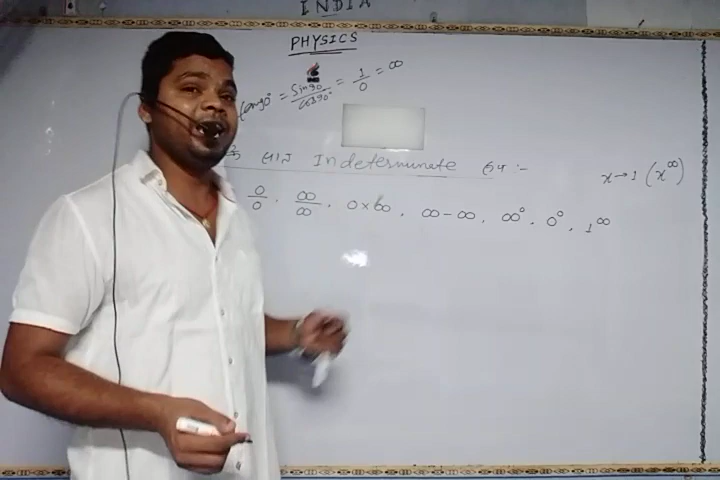 INDIA
PHYSICS
tan90° = Sin90°/cos90° = 1/0 = ∞
Indeterminate रूप :-
x→1 (x^∞)
0/0, ∞/∞, 0×∞, ∞-∞, ∞°, 0°, 1^∞